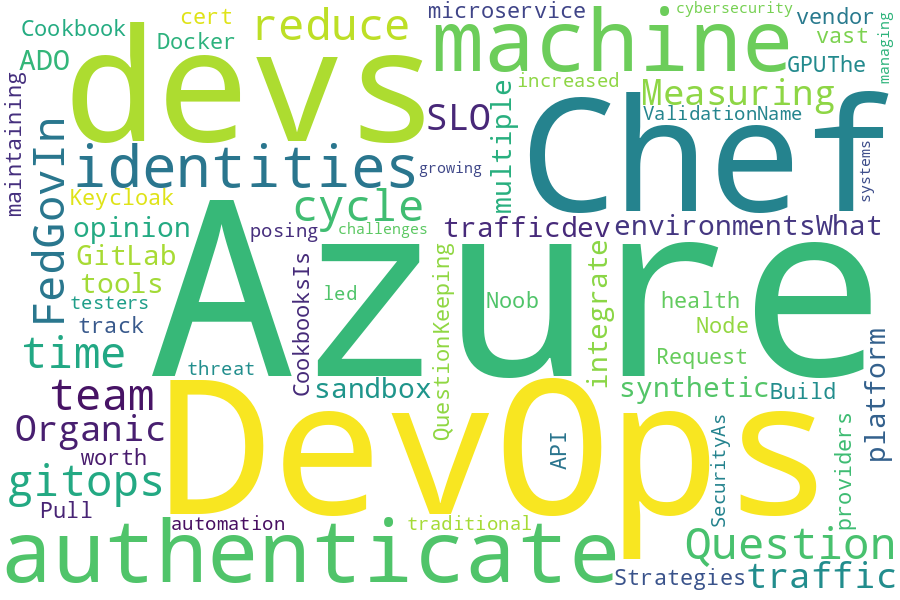 Cookbook
cert
reduce
microservice
cybersecurity
vendor
devs
machine
vast
managing
ADO
Docker
GPUThe
increased
Measuring
maintaining
SLO
multiple
ValidationName
Chef
FedGovIn
identities
growing
systems
Keycloak
cycle
opinion
posing
challenges
trafficdev
environmentsWhat
GitLab
tools
Azure
CookbooksIs
QuestionKeeping
integrate
testers
led
Noob
health
track
Node
time
threat
Request
team
sandbox
synthetic
Build
platform
Organic
DevOps
API
worth
gitops
SecurityAs
providers
Pull
automation
traditional
authenticate
Question
Strategies
traffic